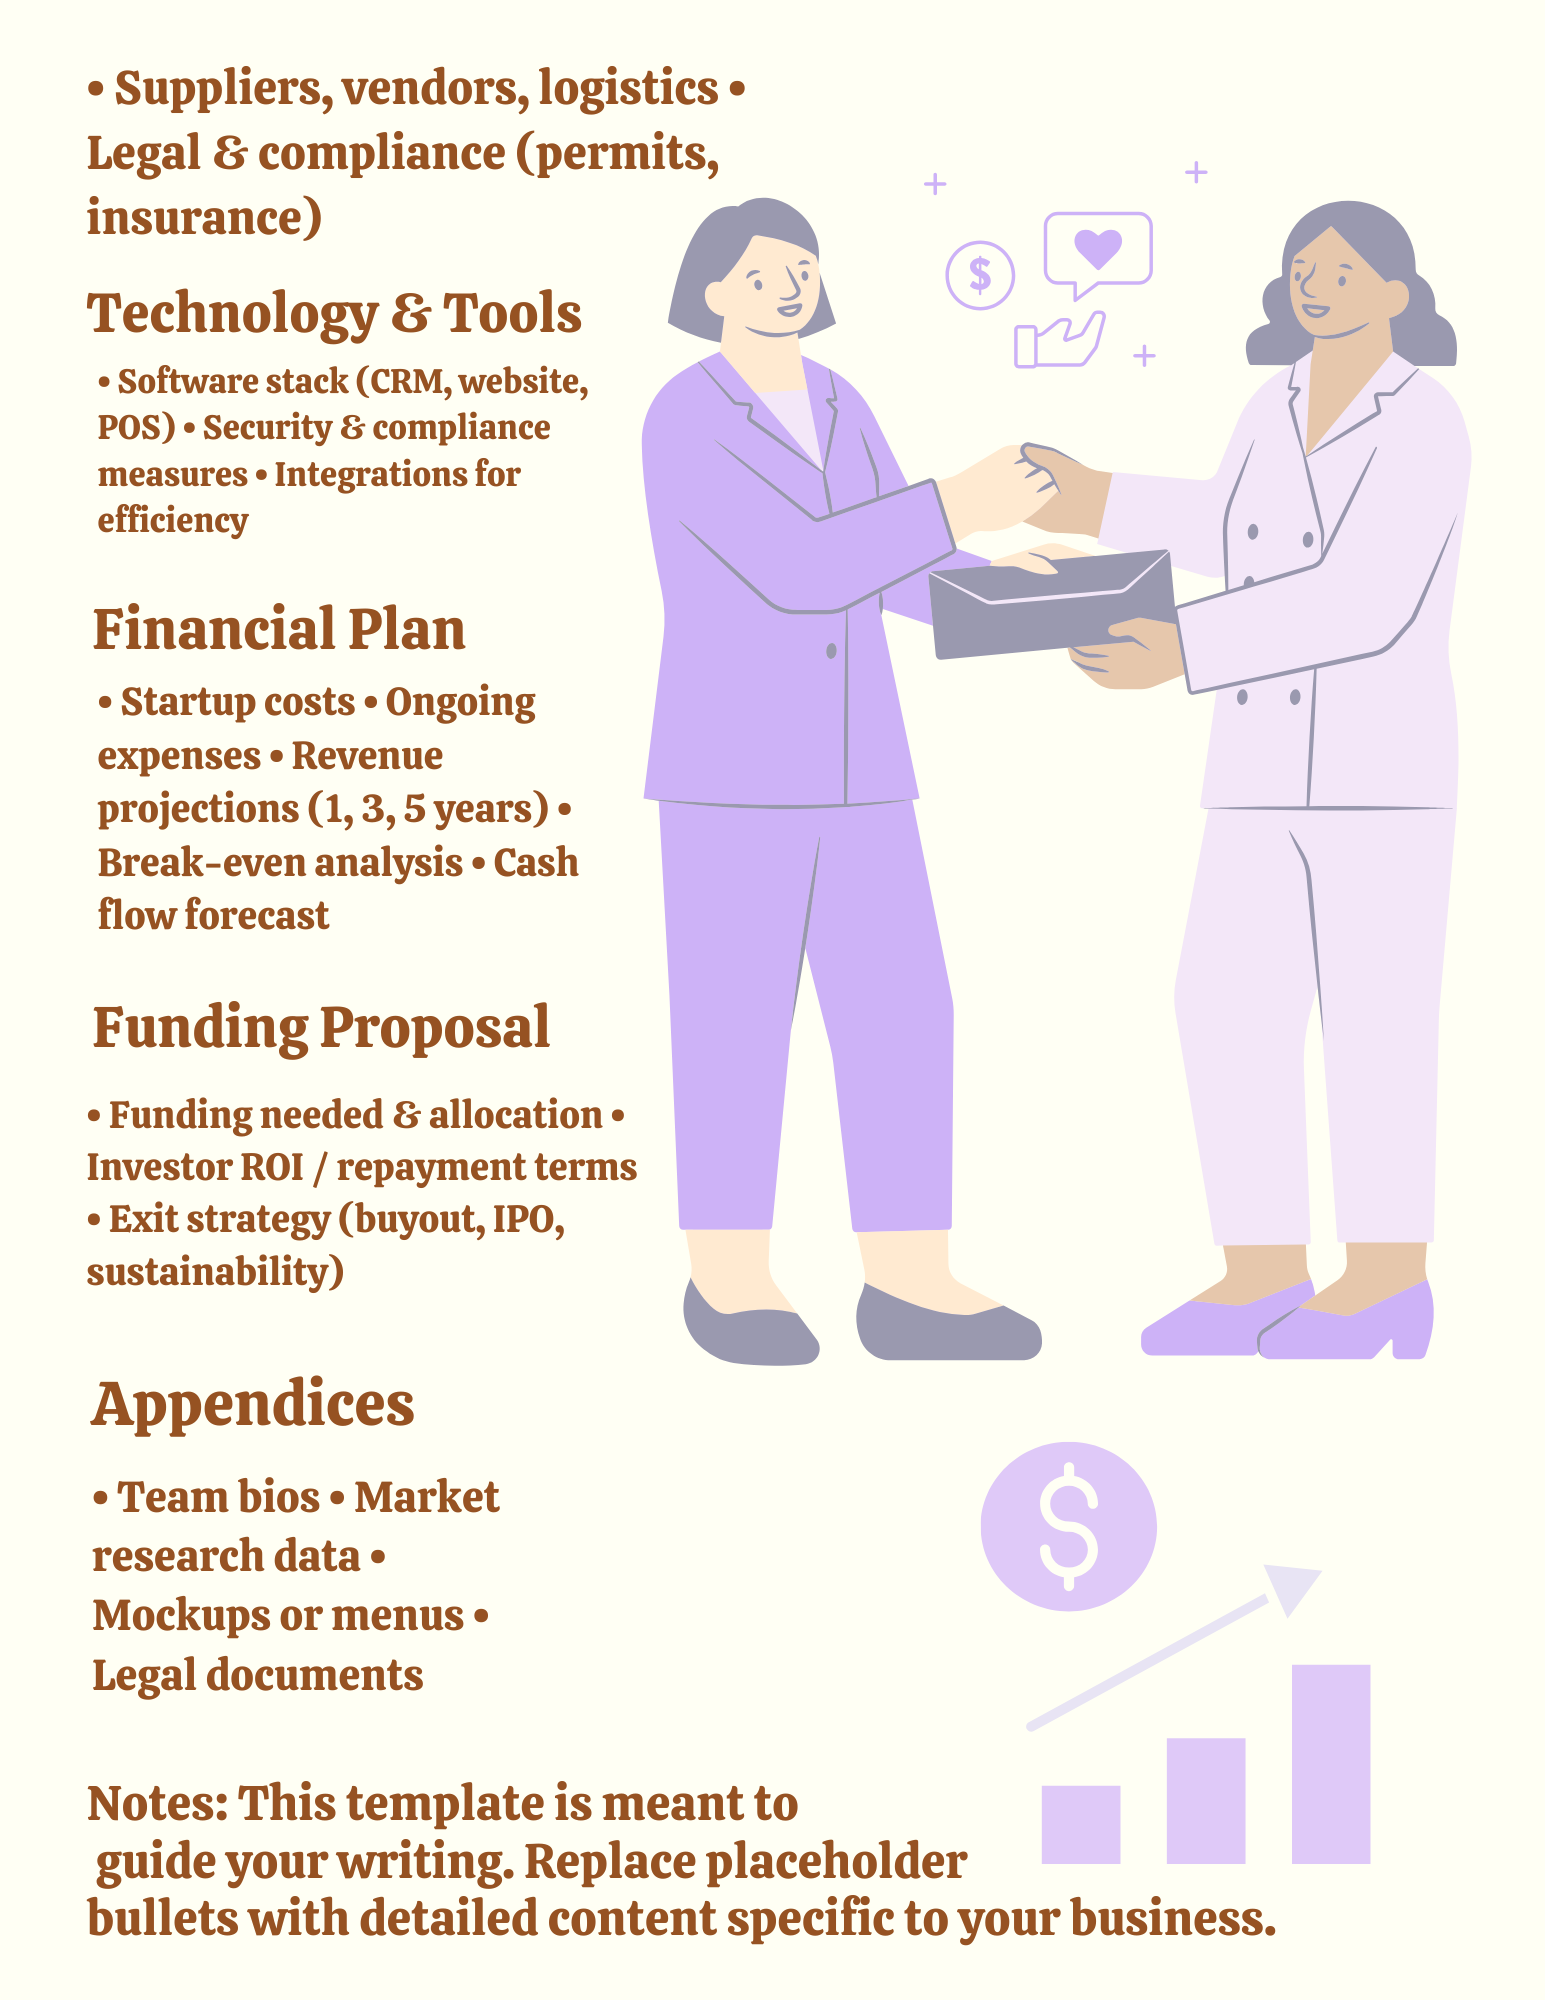 • Suppliers, vendors, logistics •
Legal & compliance (permits,
insurance)
Technology & Tools
• Software stack (CRM, website,
POS) • Security & compliance
measures • Integrations for
efficiency
Financial Plan
• Startup costs • Ongoing
expenses • Revenue
projections (1, 3, 5 years) •
Break-even analysis • Cash
flow forecast
Funding Proposal
• Funding needed & allocation •
Investor ROI / repayment terms
• Exit strategy (buyout, IPO,
sustainability)
Appendices
• Team bios • Market
research data •
Mockups or menus •
Legal documents
Notes: This template is meant to
guide your writing. Replace placeholder
bullets with detailed content specific to your business.
$
$